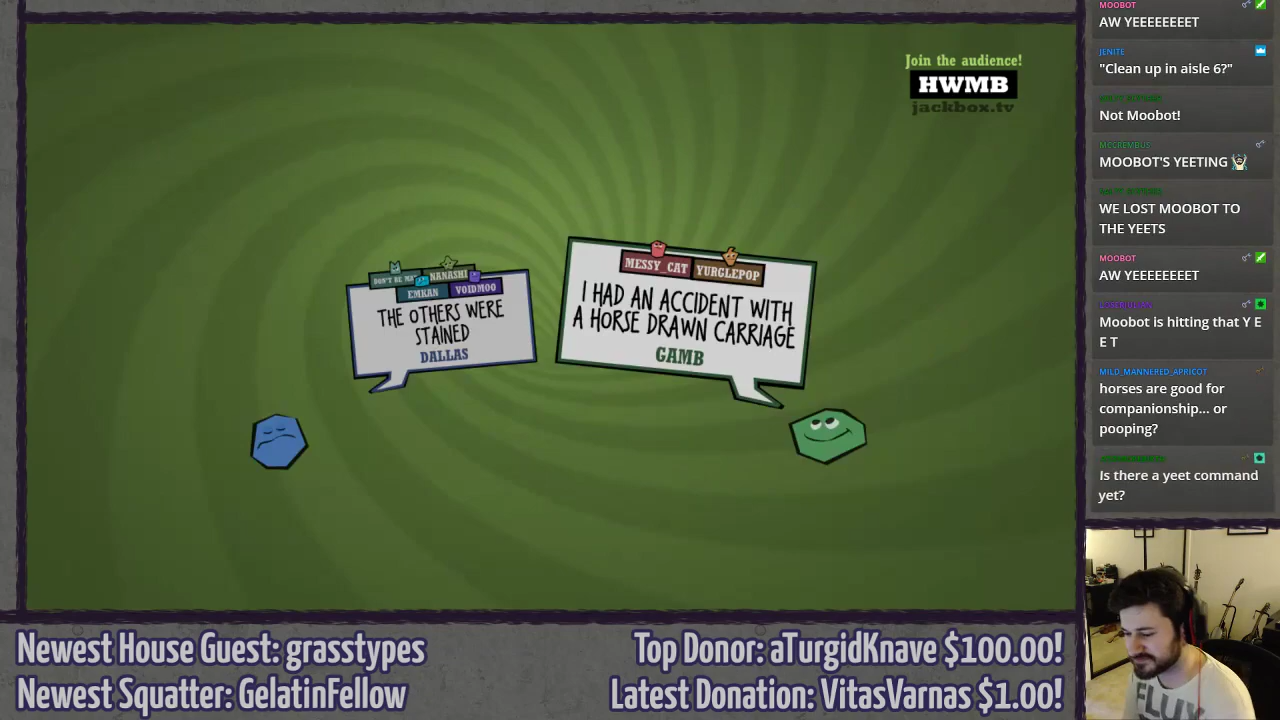 Join the audience!
HWMB
jackbox.tv
NANASHI
EMKAN
VOIDMOO
THE OTHERS WERE
STAINED
DALLAS
MESSY_CAT
YURGLEPOP
I HAD AN ACCIDENT WITH
A HORSE DRAWN CARRIAGE
GAMB
MOOBOT
AW YEEEEEEEET
JENITE
"Clean up in aisle 6?"
Not Moobot!
MCCREMBUS
MOOBOT'S YEETING
WE LOST MOOBOT TO
THE YEETS
MOOBOT
AW YEEEEEEEET
Moobot is hitting that Y E
E T
MILD_MANNERED_APRICOT
horses are good for
companionship... or
pooping?
Is there a yeet command
yet?
Newest House Guest: grasstypes
Newest Squatter: GelatinFellow
Top Donor: aTurgidKnave $100.00!
Latest Donation: VitasVarnas $1.00!